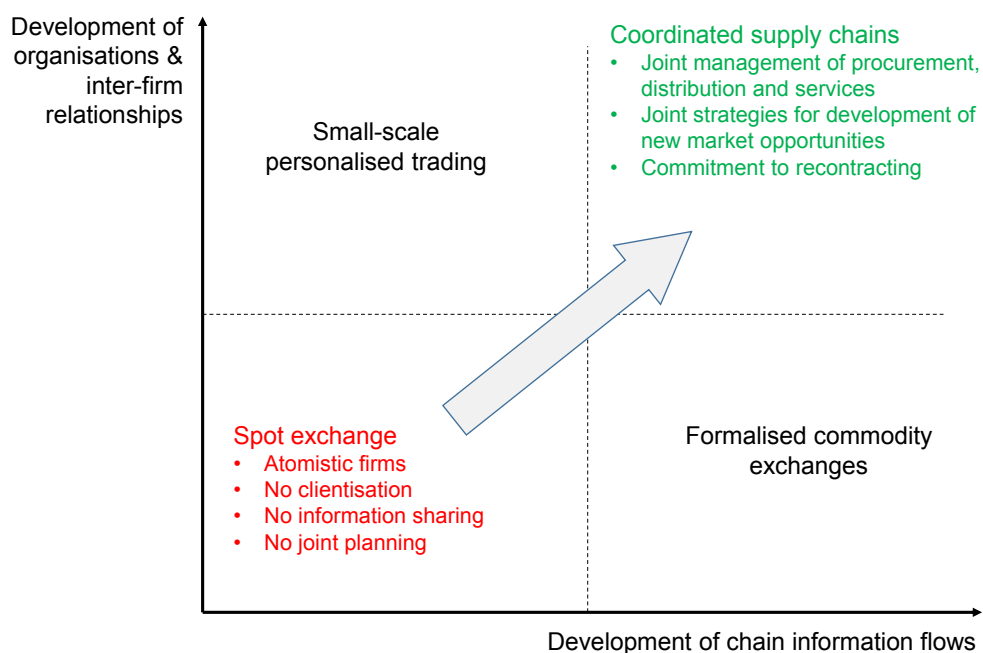 Development of
organisations &
inter-firm
relationships
Coordinated supply chains
• Joint management of procurement,
distribution and services
• Joint strategies for development of
new market opportunities
• Commitment to recontracting
Small-scale
personalised trading
Spot exchange
• Atomistic firms
• No clientisation
• No information sharing
• No joint planning
Formalised commodity
exchanges
Development of chain information flows